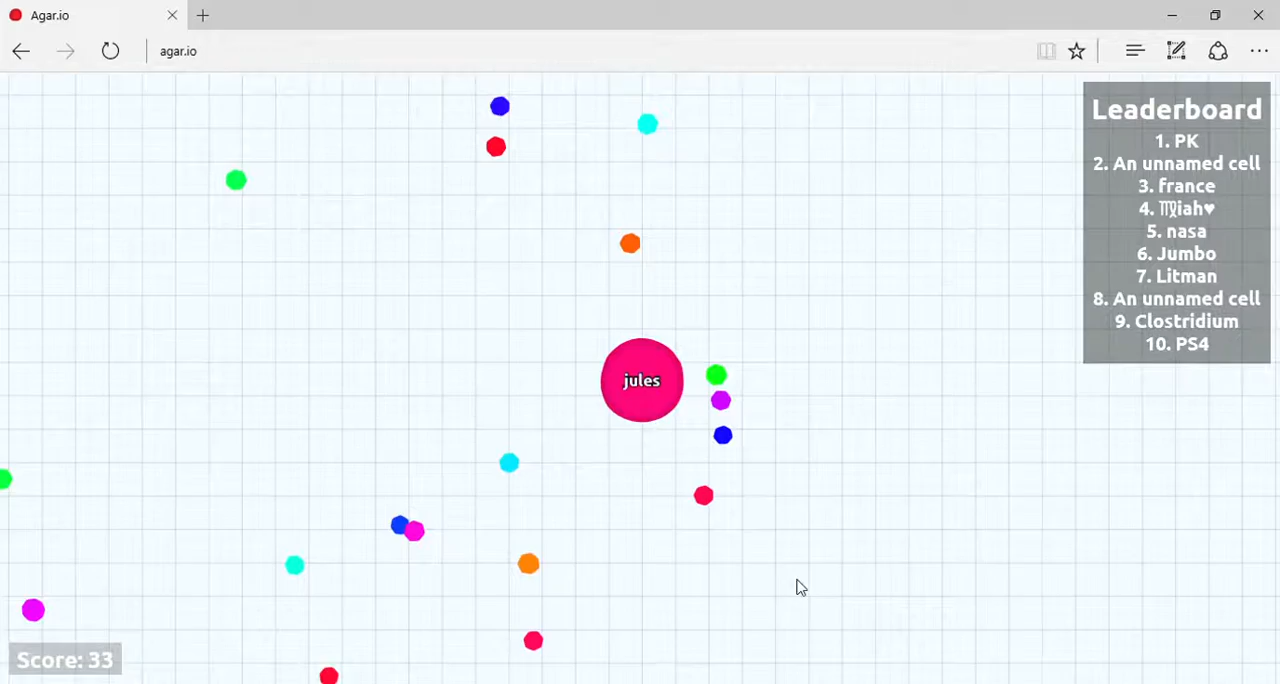 Agar.io
agar.io
Leaderboard
1. PK
2. An unnamed cell
3. france
4. ♍iah♥
5. nasa
6. Jumbo
7. Litman
8. An unnamed cell
9. Clostridium
10. PS4
jules
Score: 33